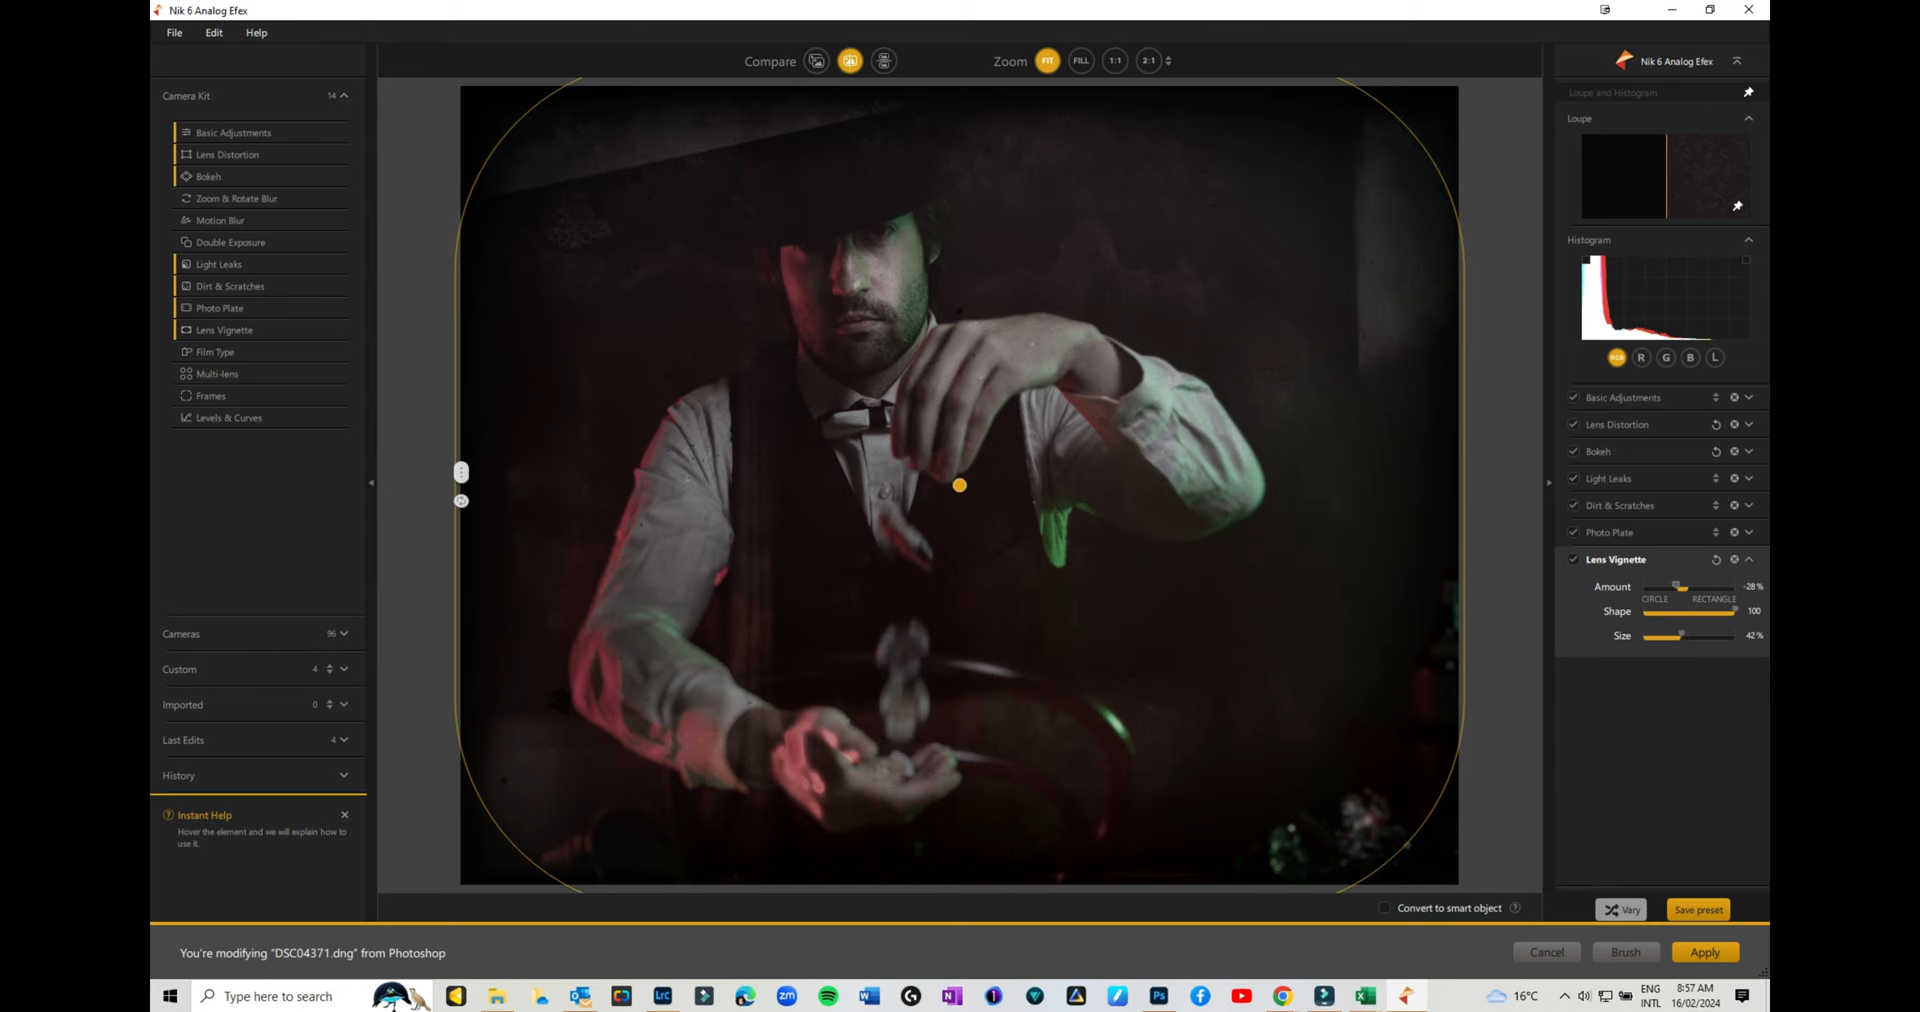 Nik 6 Analog Efex
File Edit Help
Compare Zoom FIT FILL 1:1 2:1
Nik 6 Analog Efex
Camera Kit 14
Basic Adjustments
Lens Distortion
Bokeh
Zoom & Rotate Blur
Motion Blur
Double Exposure
Light Leaks
Dirt & Scratches
Photo Plate
Lens Vignette
Film Type
Multi-lens
Frames
Levels & Curves
Cameras 96
Custom 4
Imported 0
Last Edits 4
History
Instant Help
Hover the element and we will explain how to
use it.
Loupe and Histogram
Loupe
Histogram
RGB R G B L
Basic Adjustments
Lens Distortion
Bokeh
Light Leaks
Dirt & Scratches
Photo Plate
Lens Vignette
Amount -28 %
CIRCLE RECTANGLE
Shape 100
Size 42 %
Convert to smart object
Vary Save preset
You're modifying "DSC04371.dng" from Photoshop
Cancel Brush Apply
Type here to search
Lrc
zm
Ps
16°C
ENG
INTL
8:57 AM
16/02/2024